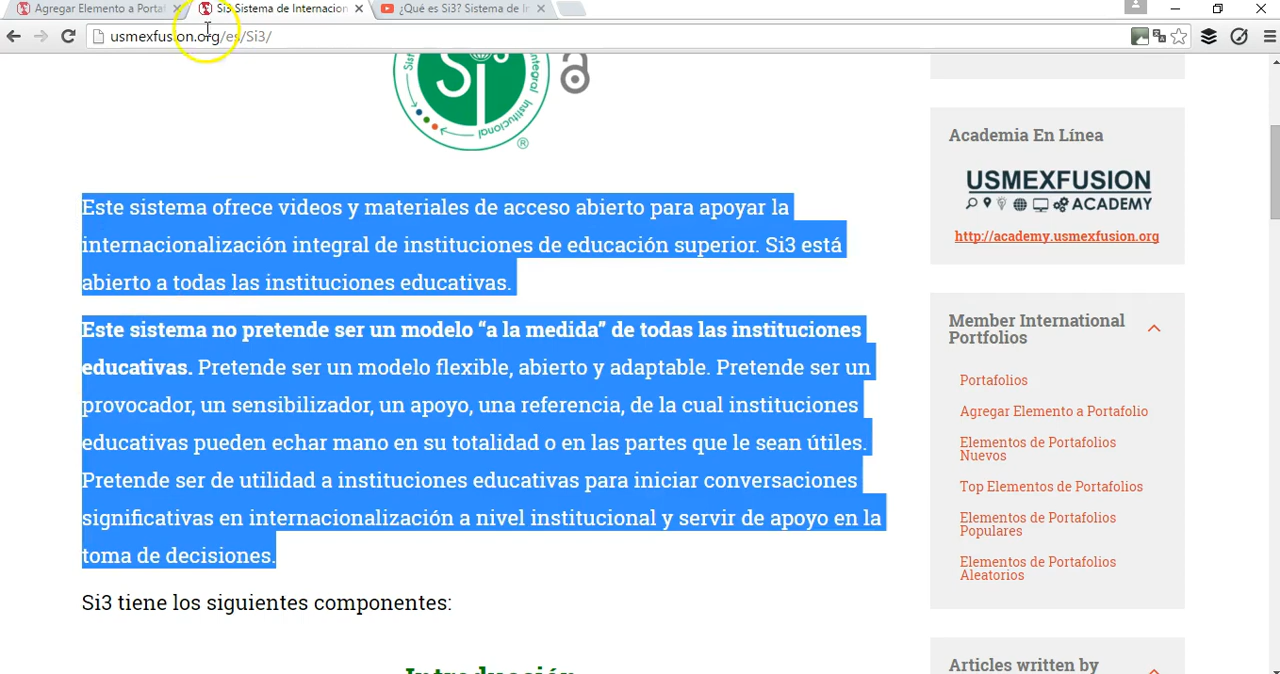 Agregar Elemento a Portaf
Si3 Sistema de Internacion
¿Qué es Si3? Sistema de In
usmexfusion.org/es/Si3/
Integral
Institucional
Si
®
Academia En Línea
USMEXFUSION
ACADEMY
http://academy.usmexfusion.org
Este sistema ofrece videos y materiales de acceso abierto para apoyar la
internacionalización integral de instituciones de educación superior. Si3 está
abierto a todas las instituciones educativas.
Este sistema no pretende ser un modelo “a la medida” de todas las instituciones
educativas. Pretende ser un modelo flexible, abierto y adaptable. Pretende ser un
provocador, un sensibilizador, un apoyo, una referencia, de la cual instituciones
educativas pueden echar mano en su totalidad o en las partes que le sean útiles.
Pretende ser de utilidad a instituciones educativas para iniciar conversaciones
significativas en internacionalización a nivel institucional y servir de apoyo en la
toma de decisiones.
Si3 tiene los siguientes componentes:
Introducción
Member International
Portfolios
Portafolios
Agregar Elemento a Portafolio
Elementos de Portafolios
Nuevos
Top Elementos de Portafolios
Elementos de Portafolios
Populares
Elementos de Portafolios
Aleatorios
Articles written by